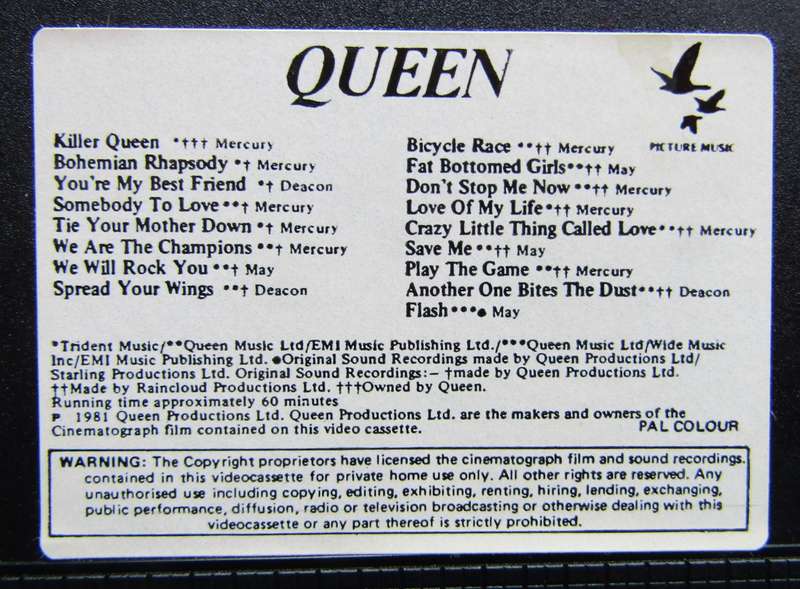 QUEEN
Killer Queen *††† Mercury
Bohemian Rhapsody *† Mercury
You're My Best Friend *† Deacon
Somebody To Love**† Mercury
Tie Your Mother Down *† Mercury
We Are The Champions **† Mercury
We Will Rock You **† May
Spread Your Wings **† Deacon
Bicycle Race **†† Mercury
Fat Bottomed Girls**†† May
Don't Stop Me Now**†† Mercury
Love Of My Life*†† Mercury
Crazy Little Thing Called Love**†† Mercury
Save Me**†† May
Play The Game **†† Mercury
Another One Bites The Dust**†† Deacon
Flash***● May
PICTURE MUSIC
*Trident Music/**Queen Music Ltd/EMI Music Publishing Ltd./***Queen Music Ltd/Wide Music
Inc/EMI Music Publishing Ltd. ●Original Sound Recordings made by Queen Productions Ltd/
Starling Productions Ltd. Original Sound Recordings:– †made by Queen Productions Ltd.
††Made by Raincloud Productions Ltd. †††Owned by Queen.
Running time approximately 60 minutes
P 1981 Queen Productions Ltd. Queen Productions Ltd. are the makers and owners of the
Cinematograph film contained on this video cassette. PAL COLOUR
WARNING: The Copyright proprietors have licensed the cinematograph film and sound recordings.
contained in this videocassette for private home use only. All other rights are reserved. Any
unauthorised use including copying, editing, exhibiting, renting, hiring, lending, exchanging,
public performance, diffusion, radio or television broadcasting or otherwise dealing with this
videocassette or any part thereof is strictly prohibited.